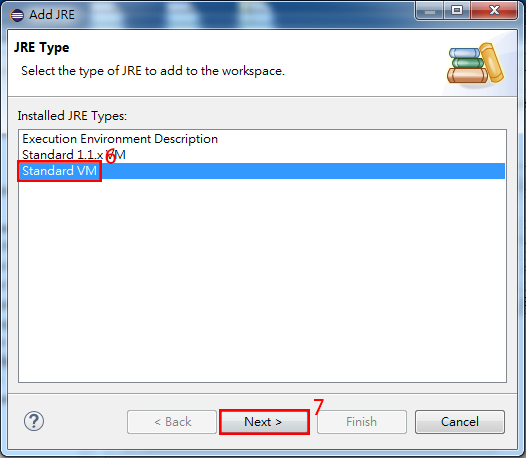 Add JRE
JRE Type
Select the type of JRE to add to the workspace.
Installed JRE Types:
Execution Environment Description
Standard 1.1.x VM
6
Standard VM
7
?
< Back
Next >
Finish
Cancel